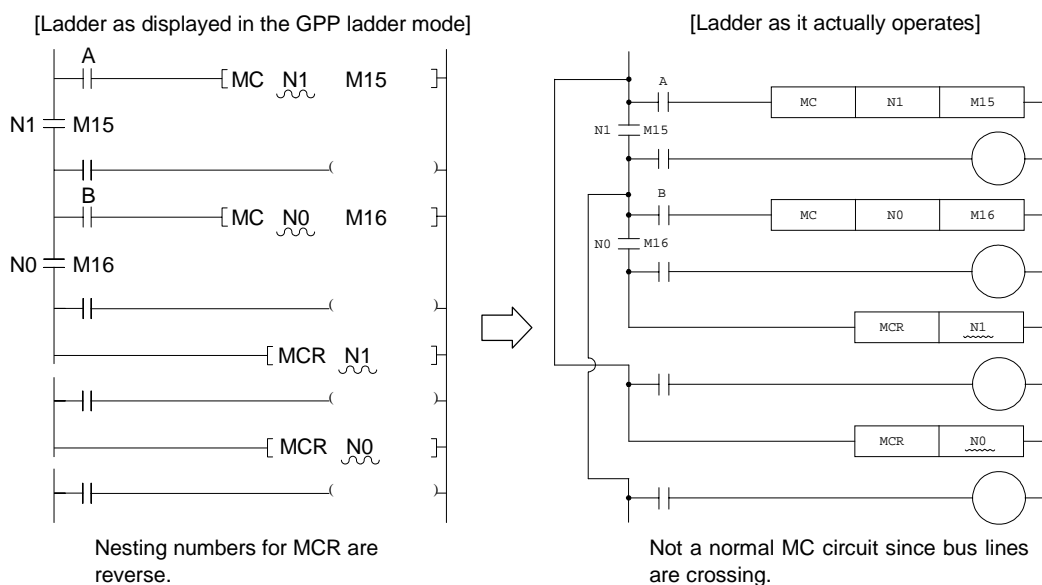 [Ladder as displayed in the GPP ladder mode]
A
MC N1 M15
N1 M15
B
MC N0 M16
N0 M16
MCR N1
MCR N0
Nesting numbers for MCR are
reverse.
[Ladder as it actually operates]
A
MC N1 M15
N1 M15
B
MC N0 M16
N0 M16
MCR N1
MCR N0
Not a normal MC circuit since bus lines
are crossing.